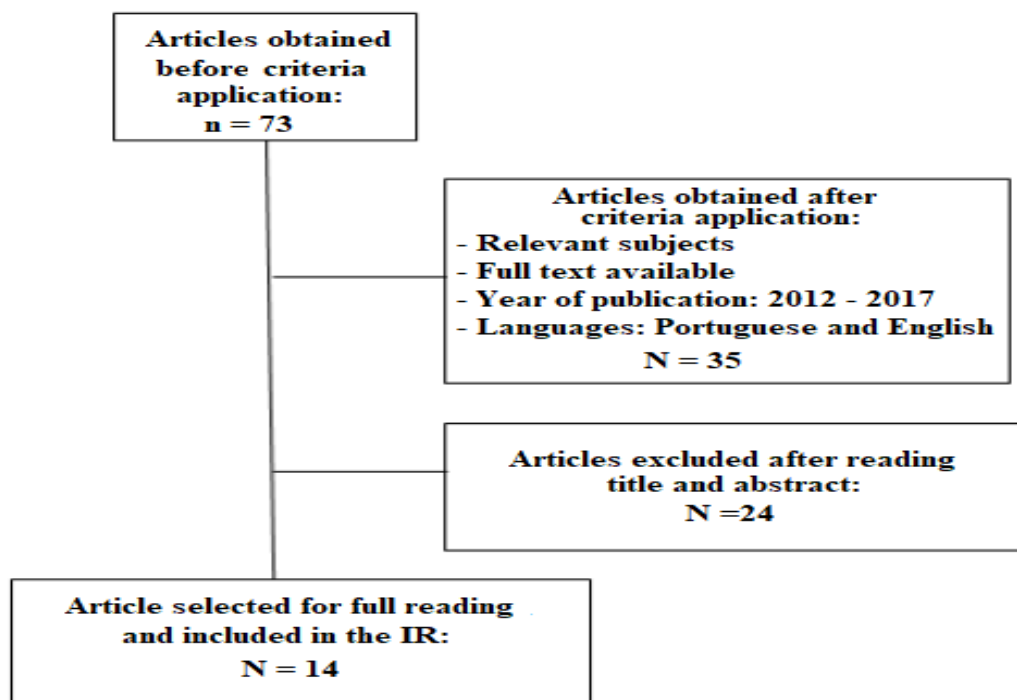 Articles obtained
before criteria
application:
n = 73
Articles obtained after
criteria application:
- Relevant subjects
- Full text available
- Year of publication: 2012 - 2017
- Languages: Portuguese and English
N = 35
Articles excluded after reading
title and abstract:
N =24
Article selected for full reading
and included in the IR:
N = 14